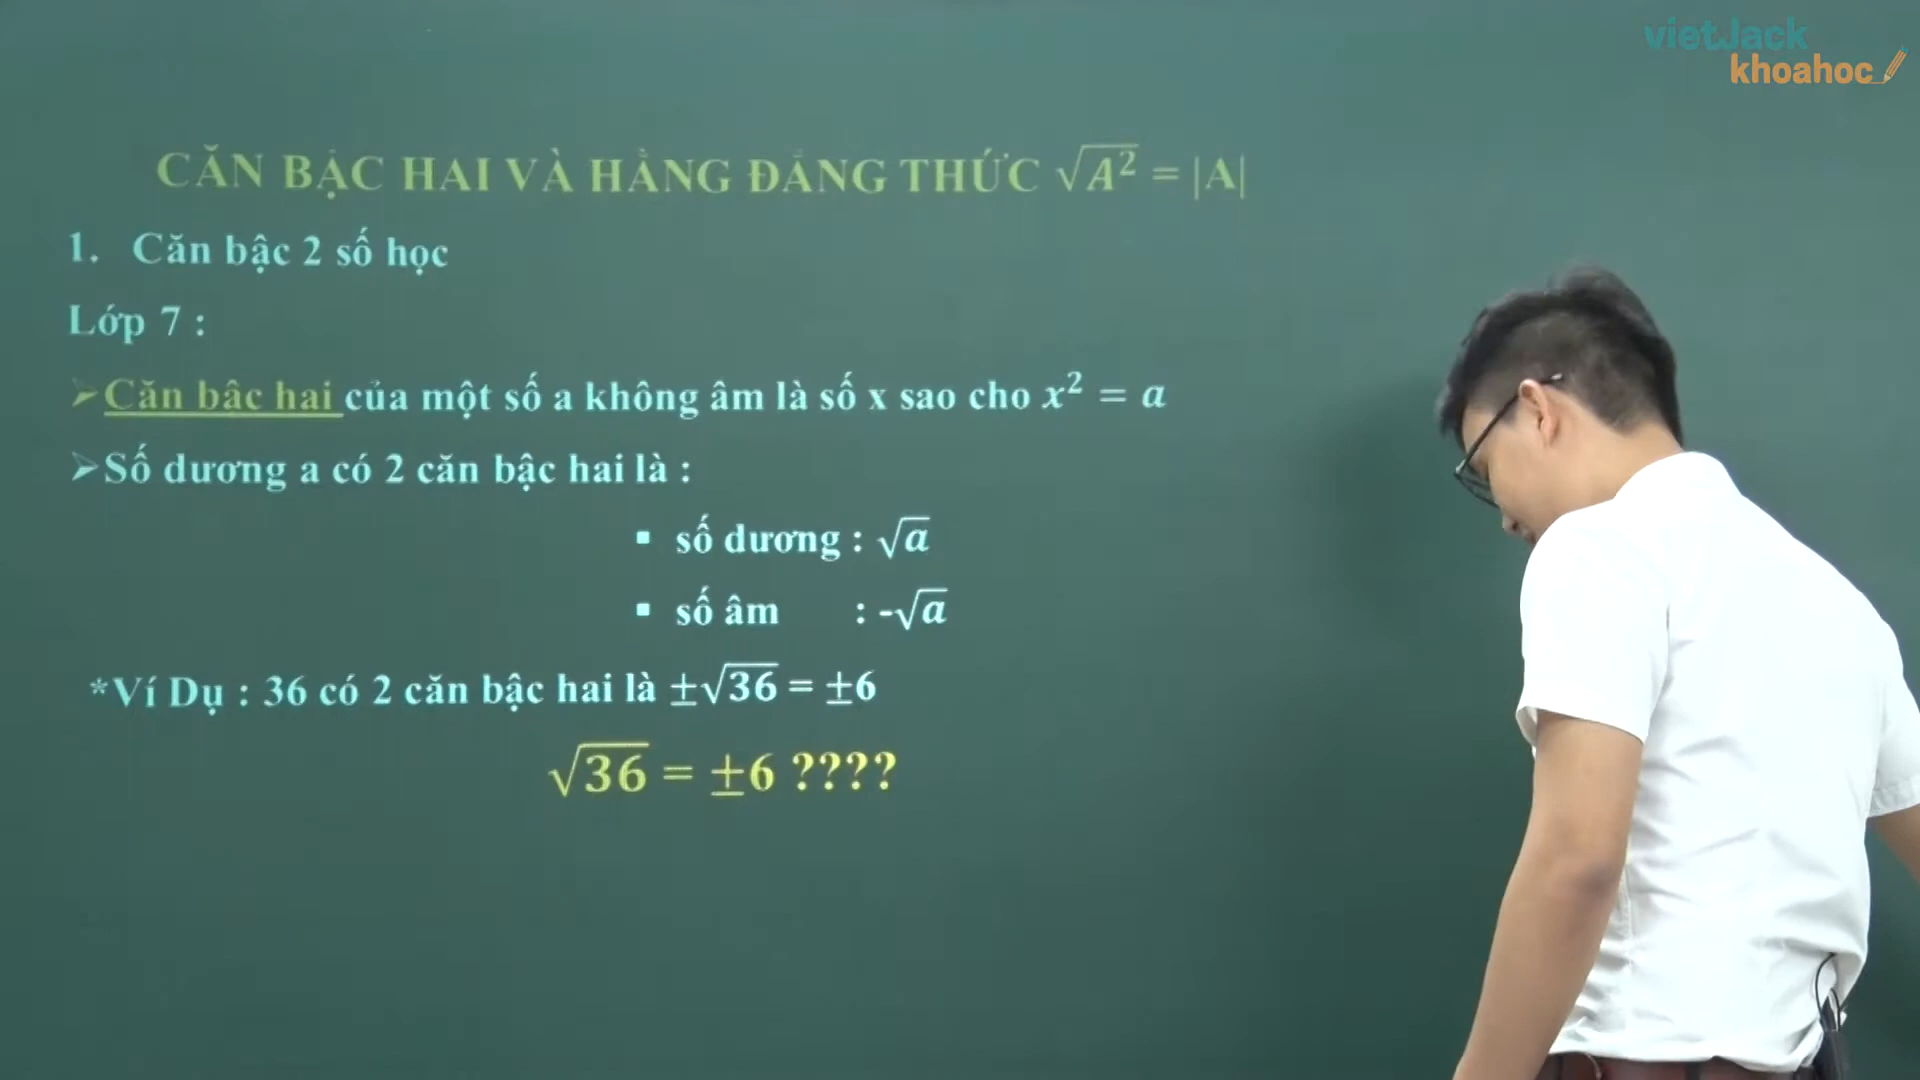 vietJack
khoahoc
CĂN BẬC HAI VÀ HẰNG ĐẲNG THỨC √A² = |A|
1. Căn bậc 2 số học
Lớp 7 :
➢Căn bậc hai của một số a không âm là số x sao cho x² = a
➢Số dương a có 2 căn bậc hai là :
▪ số dương : √a
▪ số âm : -√a
*Ví Dụ : 36 có 2 căn bậc hai là ±√36 = ±6
√36 = ±6 ????